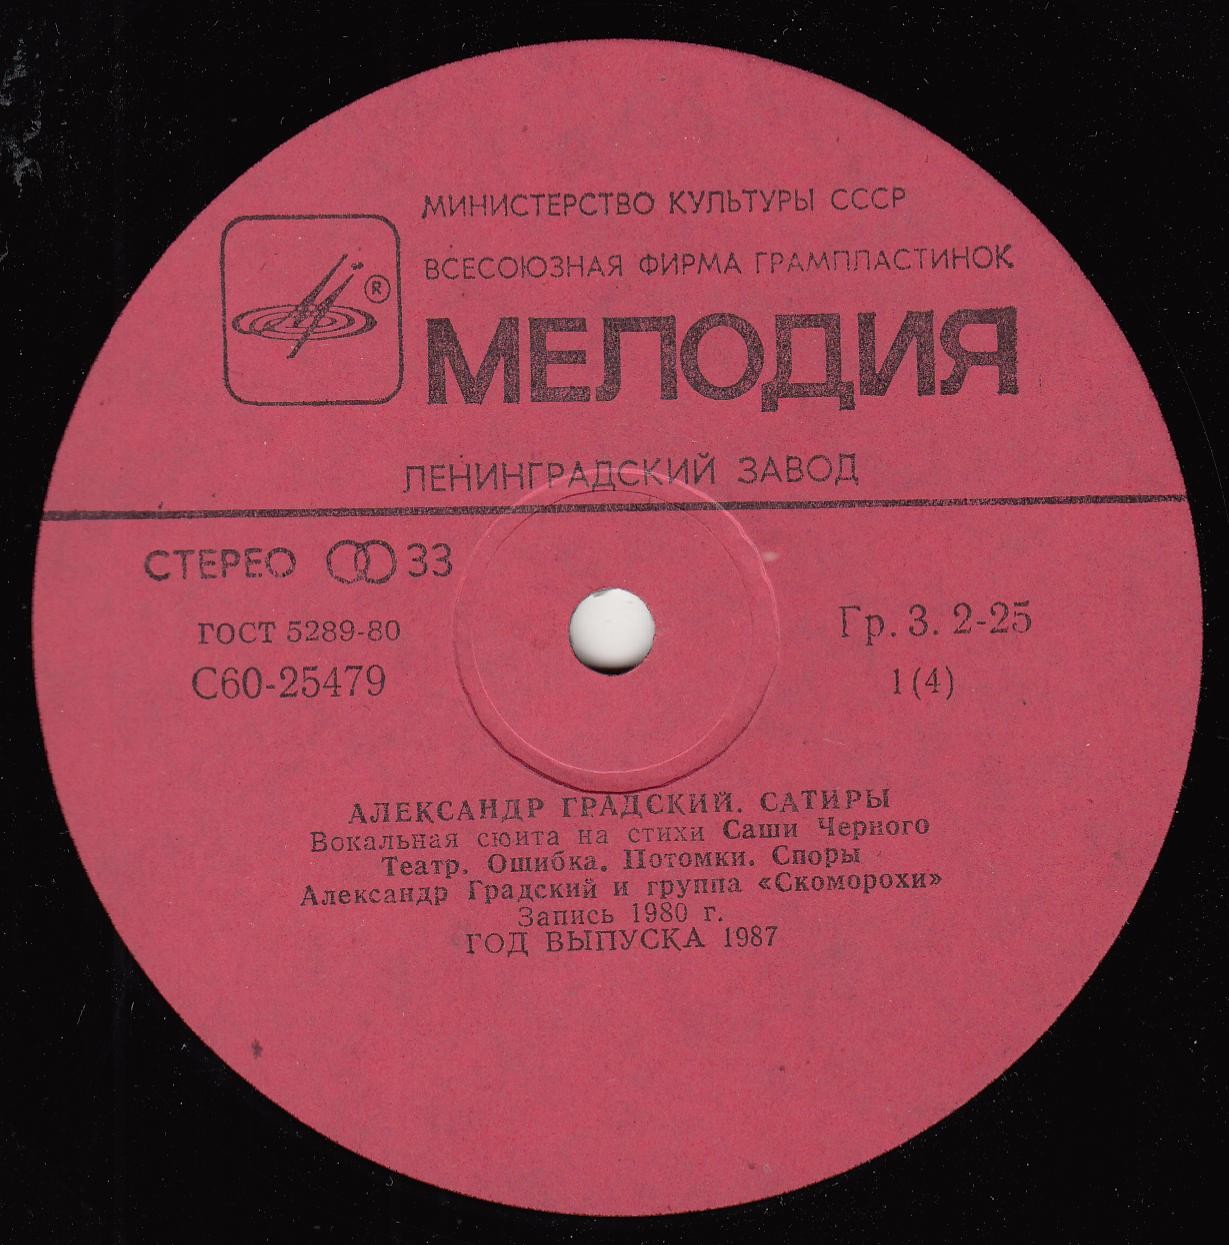 МИНИСТЕРСТВО КУЛЬТУРЫ СССР
ВСЕСОЮЗНАЯ ФИРМА ГРАМПЛАСТИНОК
®
МЕЛОДИЯ
ЛЕНИНГРАДСКИЙ ЗАВОД
СТЕРЕО 33
ГОСТ 5289-80
Гр. 3. 2-25
С60-25479
1(4)
АЛЕКСАНДР ГРАДСКИЙ. САТИРЫ
Вокальная сюита на стихи Саши Черного
Театр. Ошибка. Потомки. Споры
Александр Градский и группа «Скоморохи»
Запись 1980 г.
ГОД ВЫПУСКА 1987